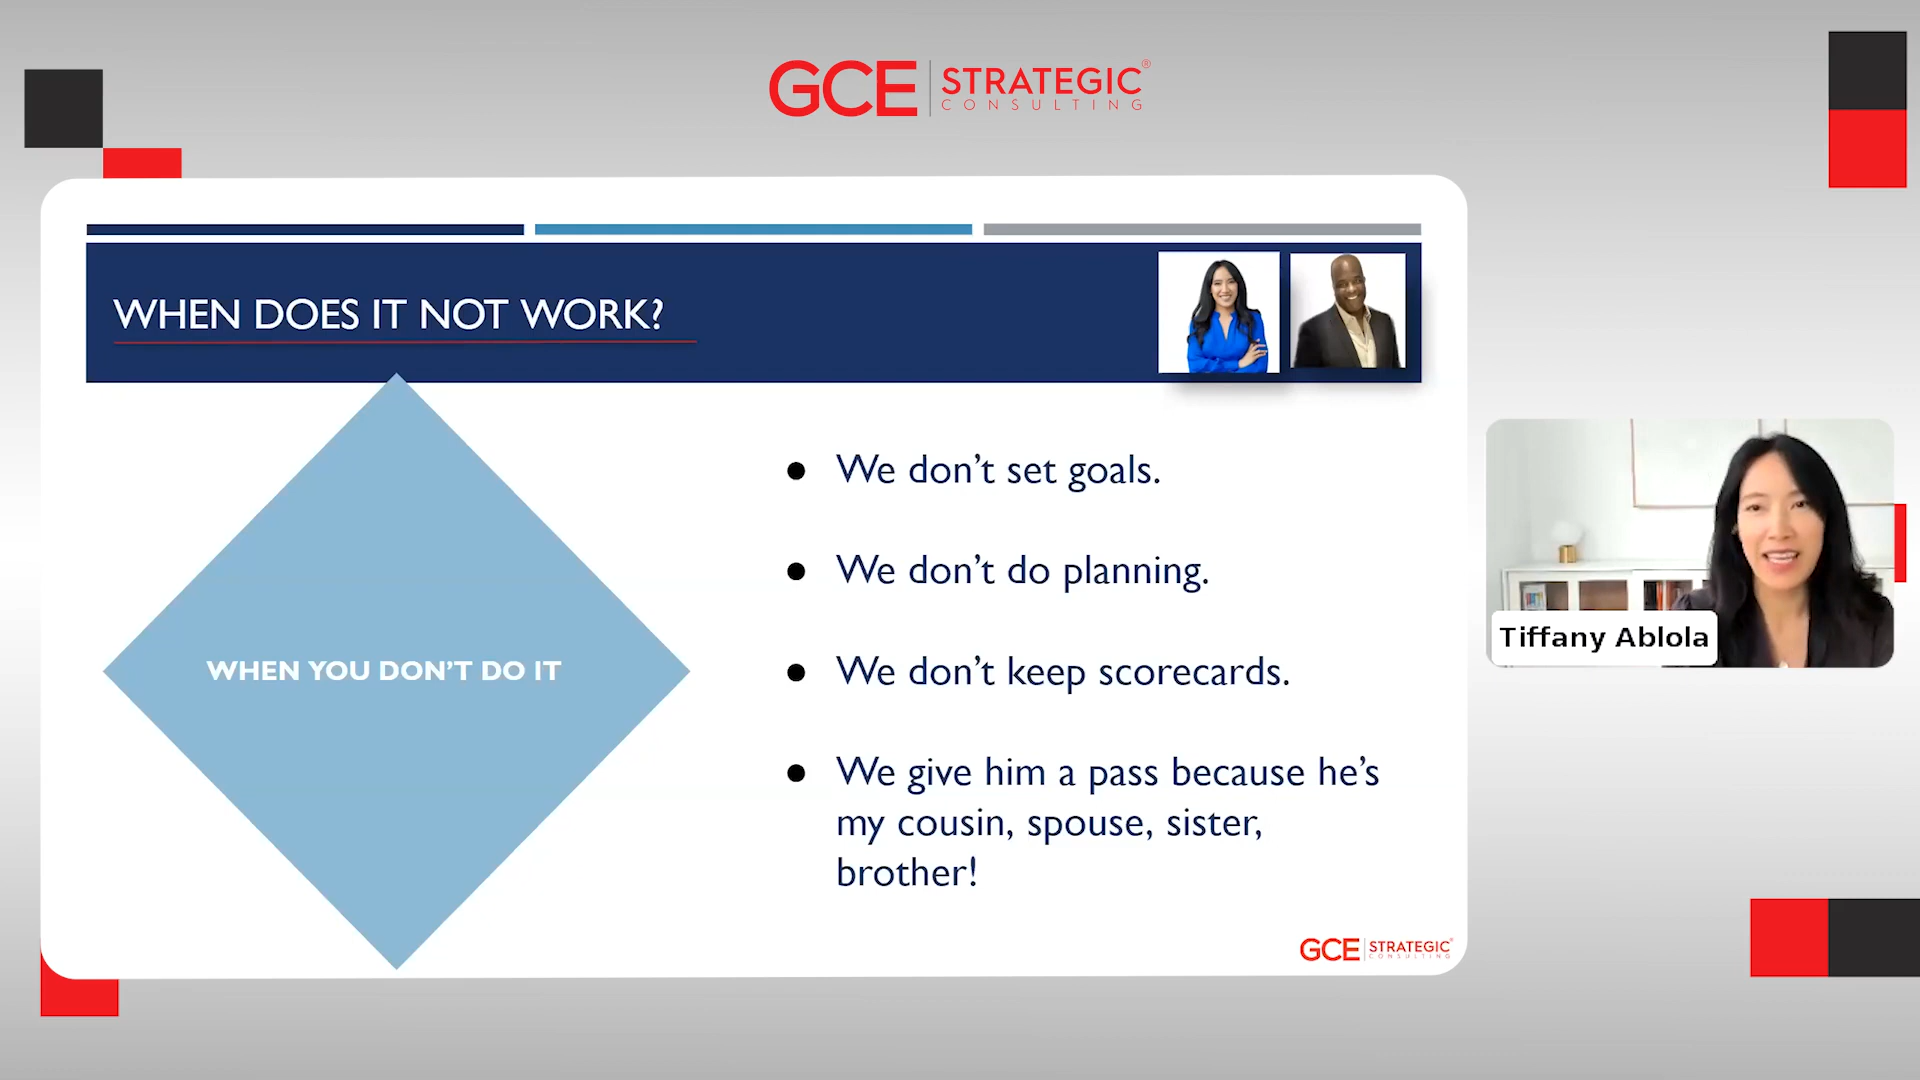 GCE STRATEGIC®
CONSULTING
WHEN DOES IT NOT WORK?
WHEN YOU DON'T DO IT
● We don’t set goals.
● We don’t do planning.
● We don’t keep scorecards.
● We give him a pass because he’s
my cousin, spouse, sister,
brother!
Tiffany Ablola
GCE STRATEGIC®
CONSULTING